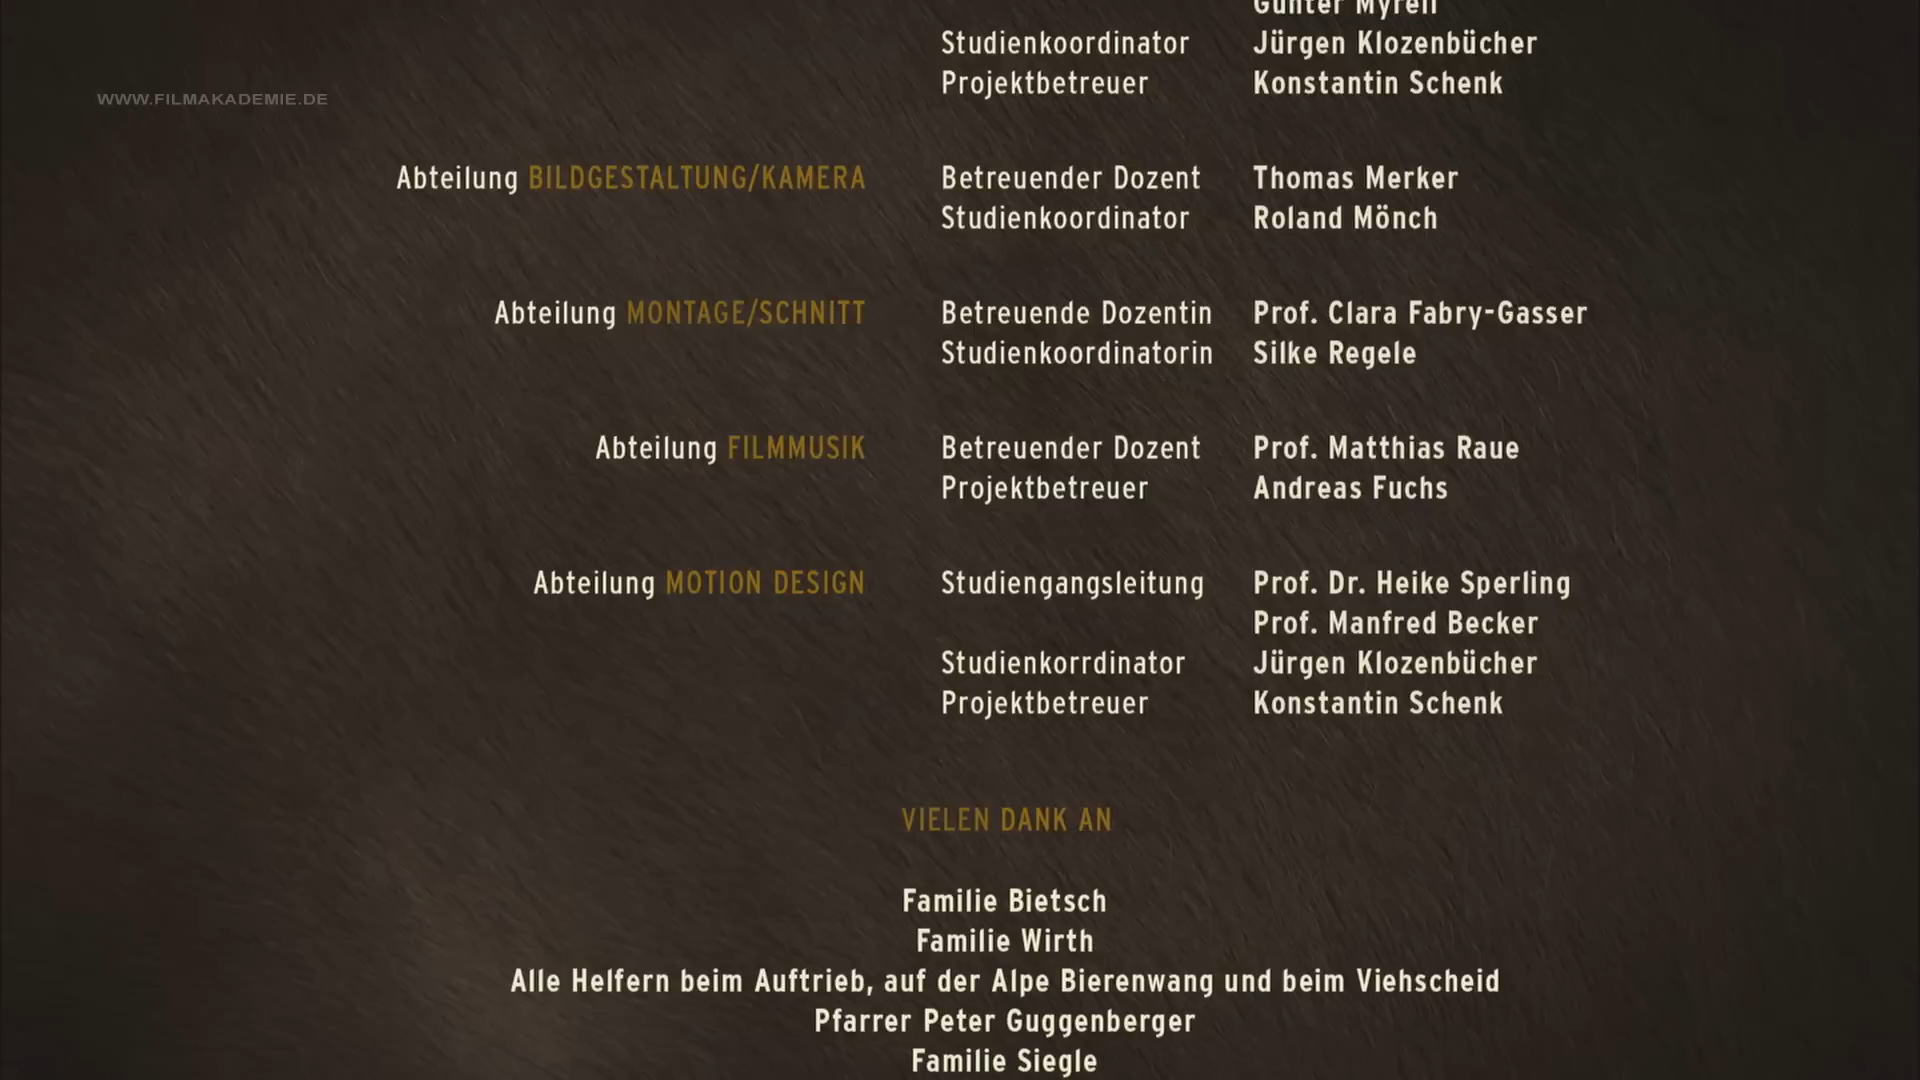 Studienkoordinator Jürgen Klozenbücher
Projektbetreuer Konstantin Schenk
WWW.FILMAKADEMIE.DE
Abteilung BILDGESTALTUNG/KAMERA Betreuender Dozent Thomas Merker
Studienkoordinator Roland Mönch
Abteilung MONTAGE/SCHNITT Betreuende Dozentin Prof. Clara Fabry-Gasser
Studienkoordinatorin Silke Regele
Abteilung FILMMUSIK Betreuender Dozent Prof. Matthias Raue
Projektbetreuer Andreas Fuchs
Abteilung MOTION DESIGN Studiengangsleitung Prof. Dr. Heike Sperling
Prof. Manfred Becker
Studienkorrdinator Jürgen Klozenbücher
Projektbetreuer Konstantin Schenk
VIELEN DANK AN
Familie Bietsch
Familie Wirth
Alle Helfern beim Auftrieb, auf der Alpe Bierenwang und beim Viehscheid
Pfarrer Peter Guggenberger
Familie Siegle